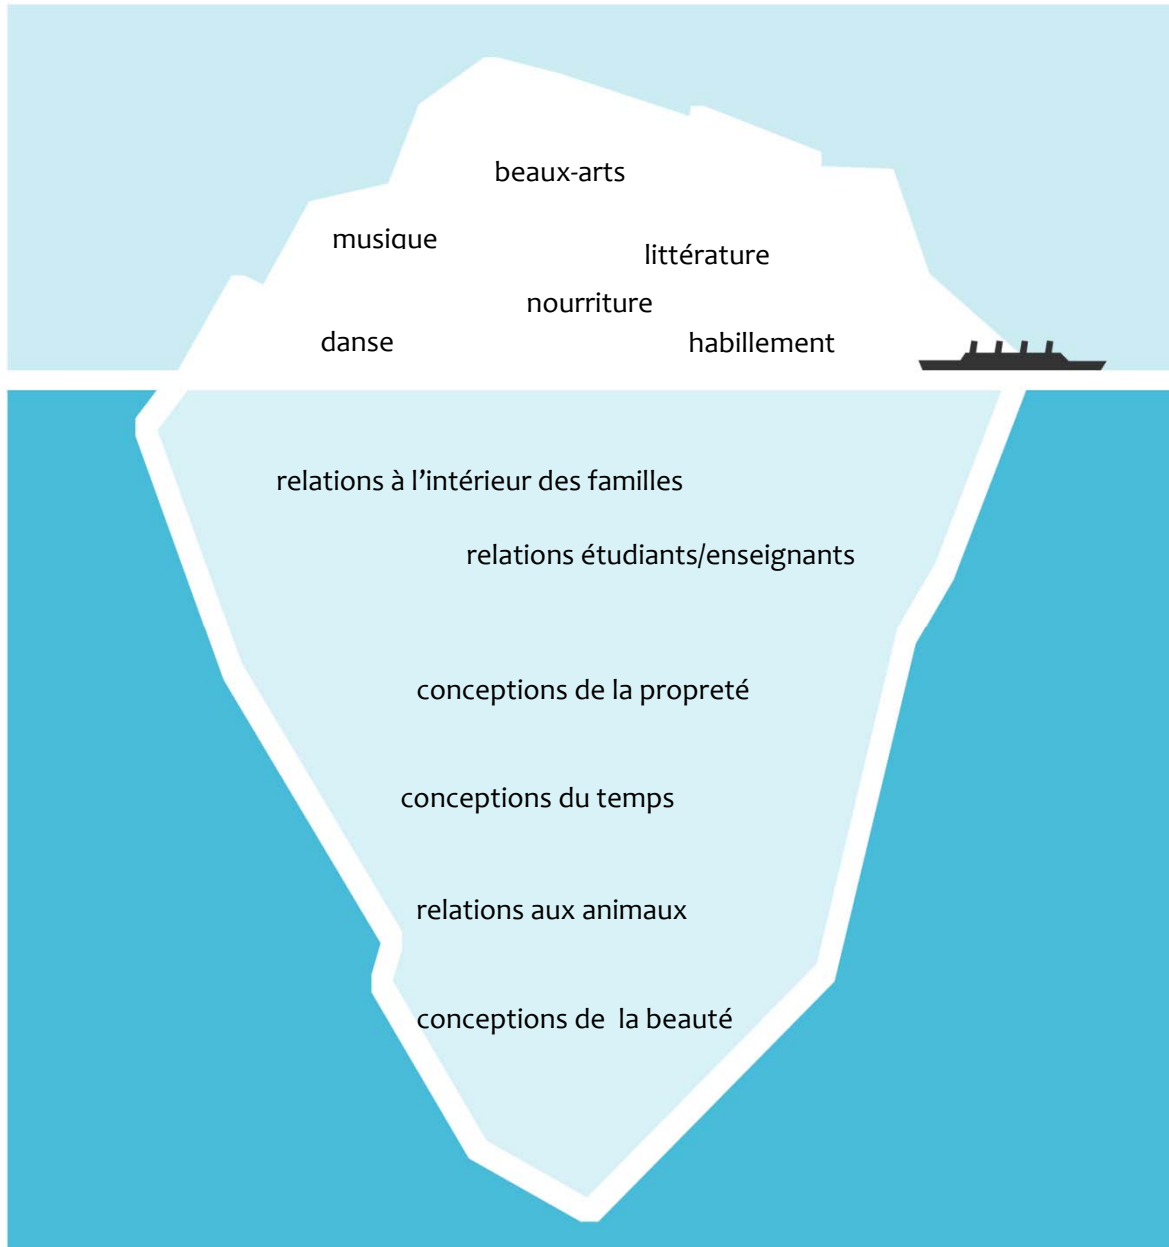 beaux-arts
musique
littérature
nourriture
danse
habillement
relations à l’intérieur des familles
relations étudiants/enseignants
conceptions de la propreté
conceptions du temps
relations aux animaux
conceptions de  la beauté